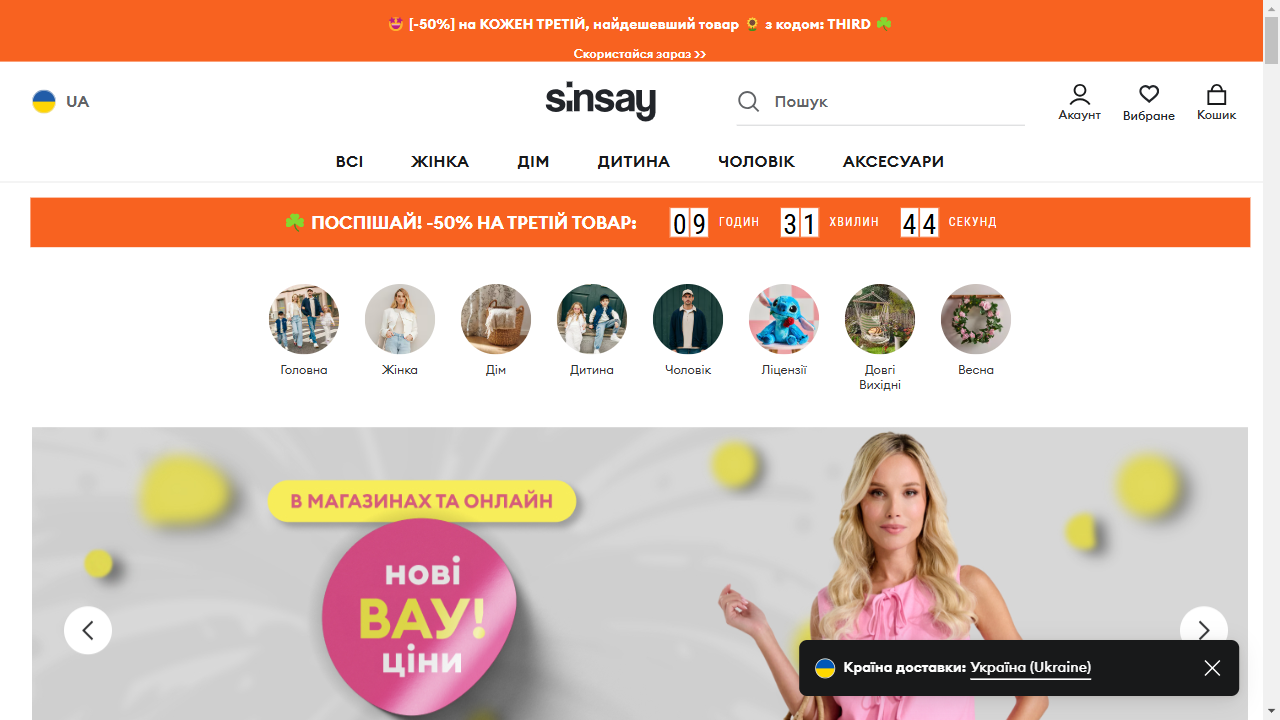 🤩 [-50%] на КОЖЕН ТРЕТІЙ, найдешевший товар 🌻 з кодом: THIRD ☘️
Скористайся зараз >>
UA
sinsay
Пошук
Акаунт
Вибране
Кошик
ВСІ ЖІНКА ДІМ ДИТИНА ЧОЛОВІК АКСЕСУАРИ
☘️ ПОСПІШАЙ! -50% НА ТРЕТІЙ ТОВАР: 09 ГОДИН 31 ХВИЛИН 44 СЕКУНД
Головна
Жінка
Дім
Дитина
Чоловік
Ліцензії
Довгі
Вихідні
Весна
В МАГАЗИНАХ ТА ОНЛАЙН
НОВІ
ВАУ!
ЦІНИ
Країна доставки: Україна (Ukraine)